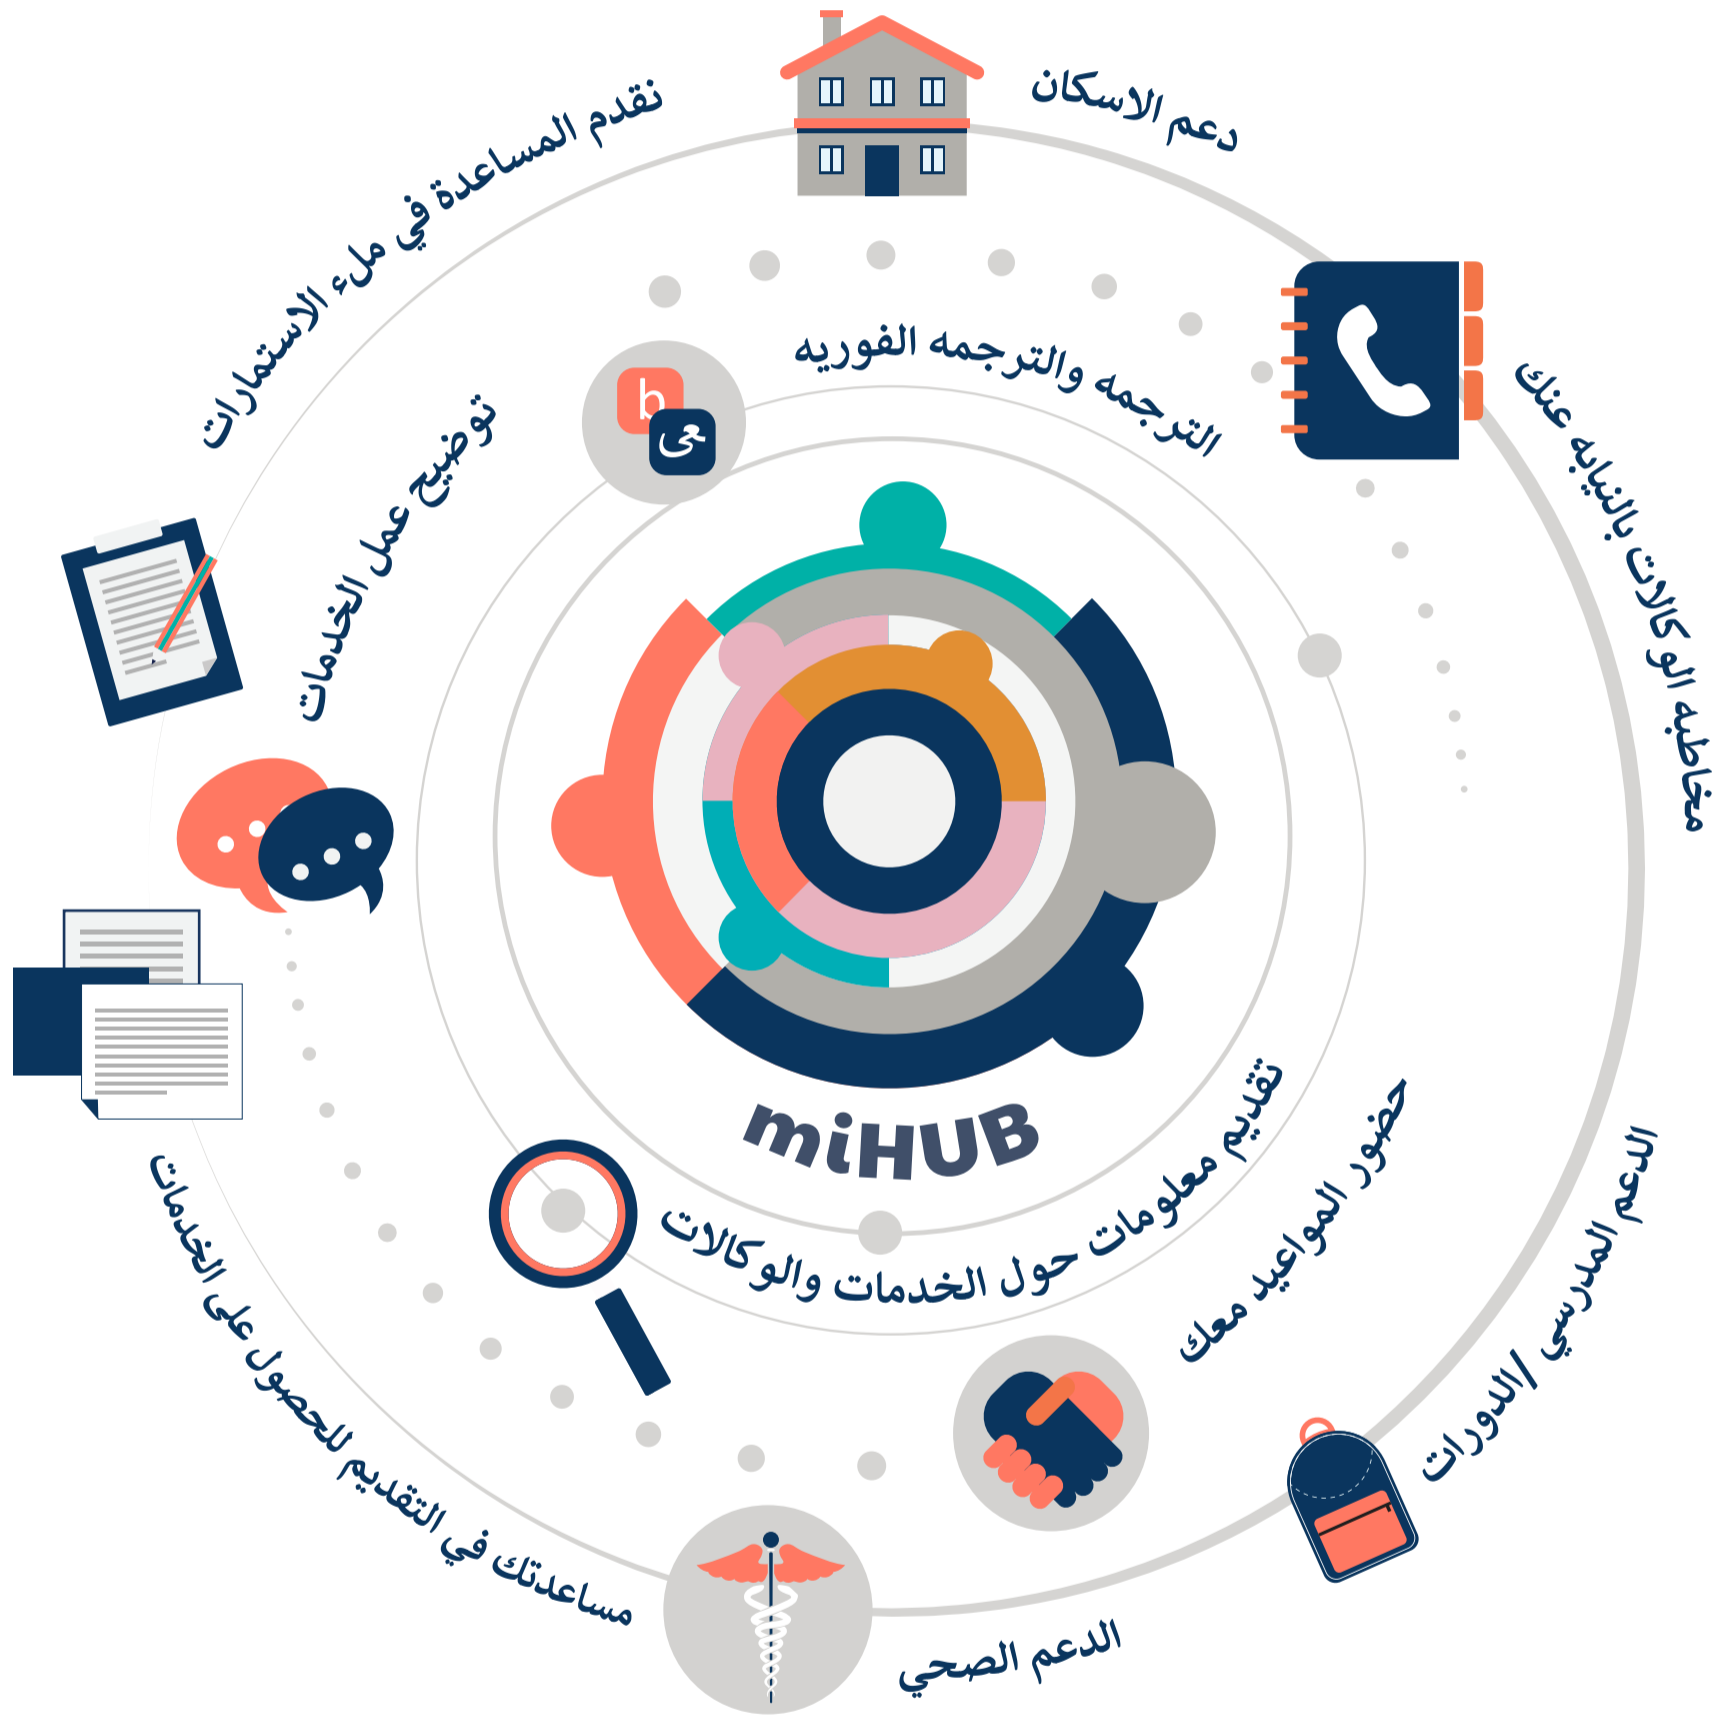 دعم الاسكان
نقدم المساعدة في ملء الاستمارات
الترجمه والترجمه الفوريه
مخاطبه الوكالات بالنيابه عنك
توضيح عمل الخدمات
b
عى
miHUB
تقديم معلومات حول الخدمات والوكالات
حضور المواعيد معك
الدعم المدرسي /الدورات
مساعدتك في التقديم للحصول على الخدمات
الدعم الصحي